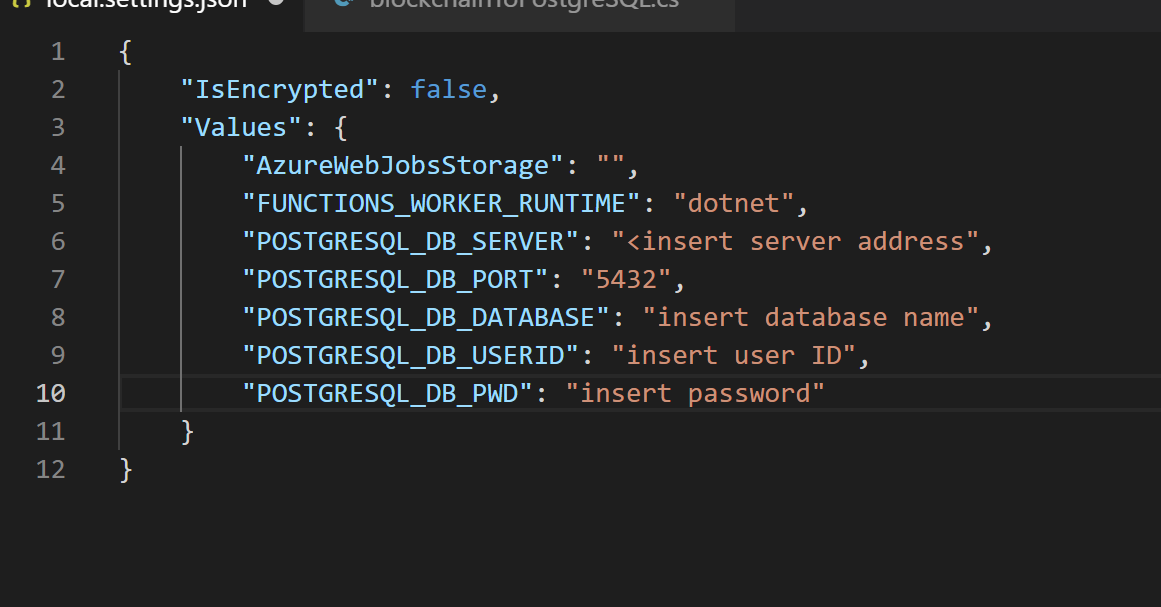 {} local.settings.json
blockchainToPostgreSQL.cs
1 {
2 "IsEncrypted": false,
3 "Values": {
4 "AzureWebJobsStorage": "",
5 "FUNCTIONS_WORKER_RUNTIME": "dotnet",
6 "POSTGRESQL_DB_SERVER": "<insert server address",
7 "POSTGRESQL_DB_PORT": "5432",
8 "POSTGRESQL_DB_DATABASE": "insert database name",
9 "POSTGRESQL_DB_USERID": "insert user ID",
10 "POSTGRESQL_DB_PWD": "insert password"
11 }
12 }